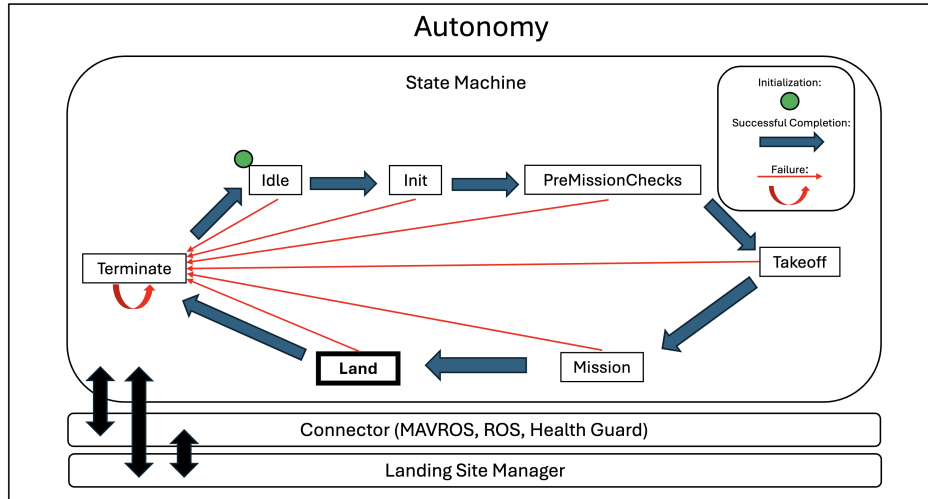 Autonomy
State Machine
Initialization:
Successful Completion:
Failure:
Idle
Init
PreMissionChecks
Terminate
Takeoff
Land
Mission
Connector (MAVROS, ROS, Health Guard)
Landing Site Manager